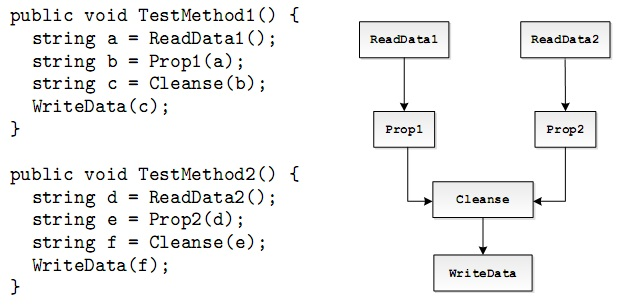 public void TestMethod1() {
string a = ReadData1();
string b = Prop1(a);
string c = Cleanse(b);
WriteData(c);
}
public void TestMethod2() {
string d = ReadData2();
string e = Prop2(d);
string f = Cleanse(e);
WriteData(f);
}
ReadData1 ReadData2
Prop1 Prop2
Cleanse
WriteData